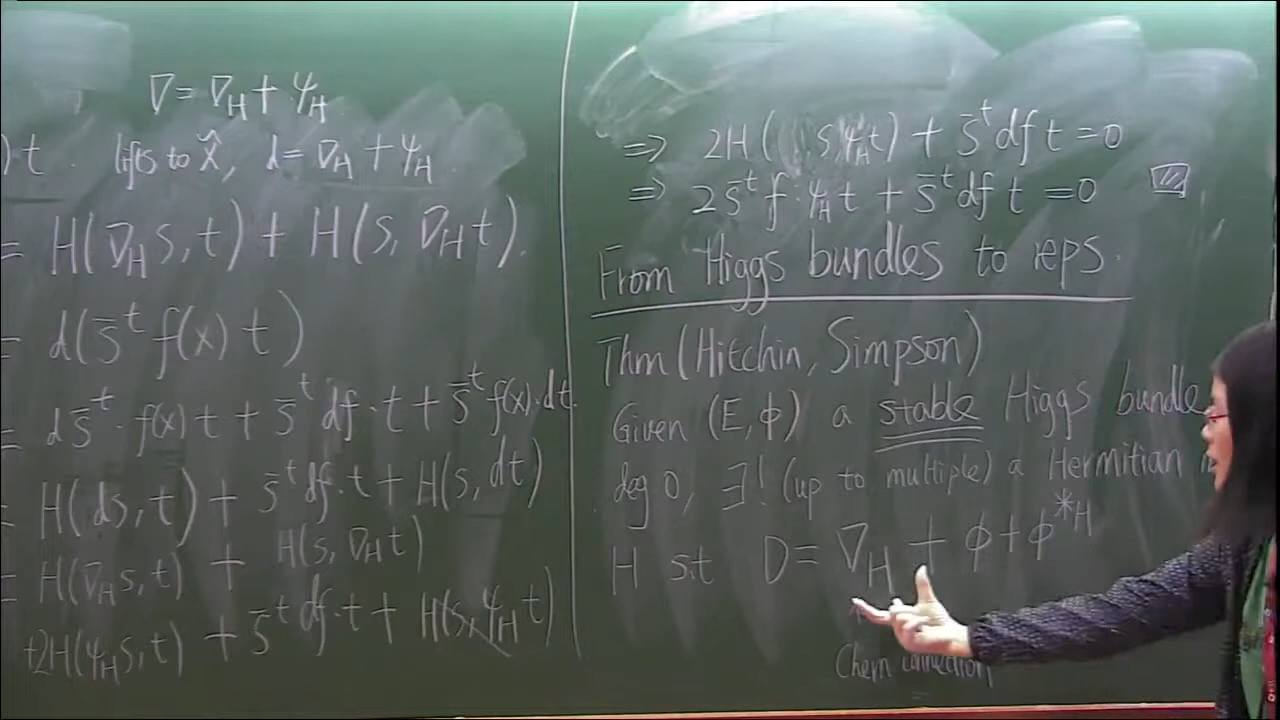 ∇ = ∇_H + ψ_H
)t. lifts to X̃, d = ∇_H + ψ_H
= H(∇_H s, t) + H(s, ∇_H t).
= d(s̄^t f(x) t)
= ds̄^t · f(x) t + s̄^t df · t + s̄^t f(x) · dt.
= H(ds, t) + s̄^t df · t + H(s, dt)
= H(∇_H s, t) + H(s, ∇_H t)
+2H(ψ_H s, t) + s̄^t df · t + H(s, ψ_H t)
⇒ 2H(s, ψ_H t) + s̄^t df t = 0
⇒ 2s̄^t f · ψ_H t + s̄^t df t = 0
From Higgs bundles to reps.
Thm (Hitchin, Simpson)
Given (E, ϕ) a stable Higgs bundle
deg 0, ∃! (up to multiple) a Hermitian
H s.t D = ∇_H + ϕ + ϕ^{*H}
Chern connection